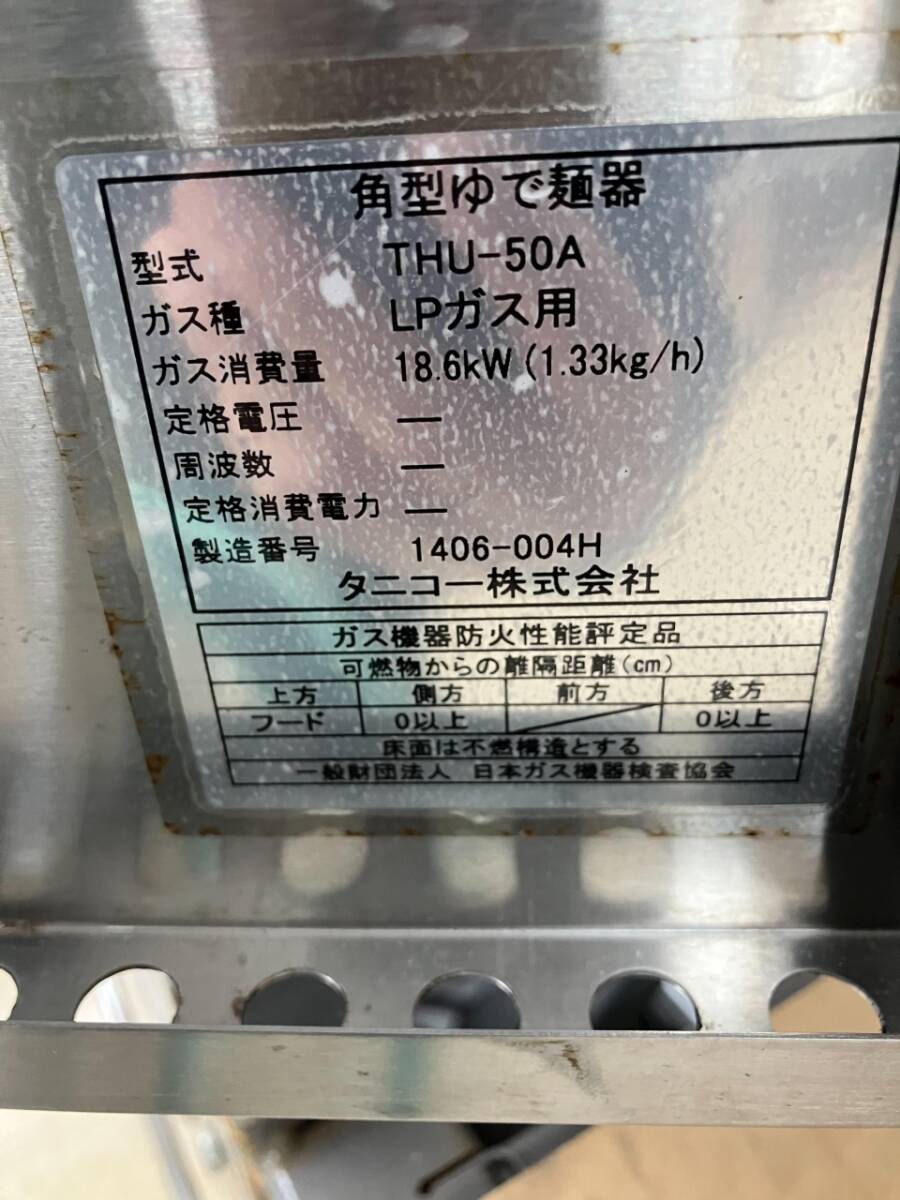 角型ゆで麺器
型式 THU-50A
ガス種 LPガス用
ガス消費量 18.6kW(1.33kg/h)
定格電圧 —
周波数 —
定格消費電力 —
製造番号 1406-004H
タニコー株式会社
ガス機器防火性能評定品
可燃物からの離隔距離(cm)
上方 側方 前方 後方
フード 0以上 0以上
床面は不燃構造とする
一般財団法人 日本ガス機器検査協会